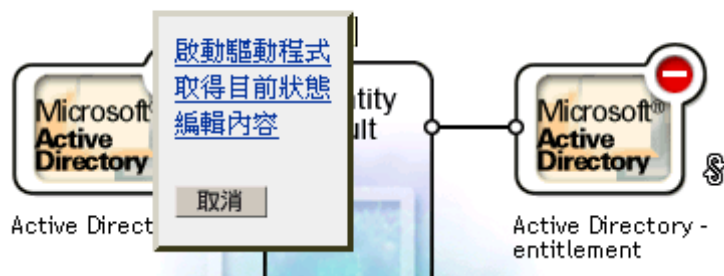 啟動驅動程式
取得目前狀態
編輯內容
取消
Microsoft
Active
Directory
Active Direct
tity
ult
Microsoft®
Active
Directory
Active Directory -
entitlement